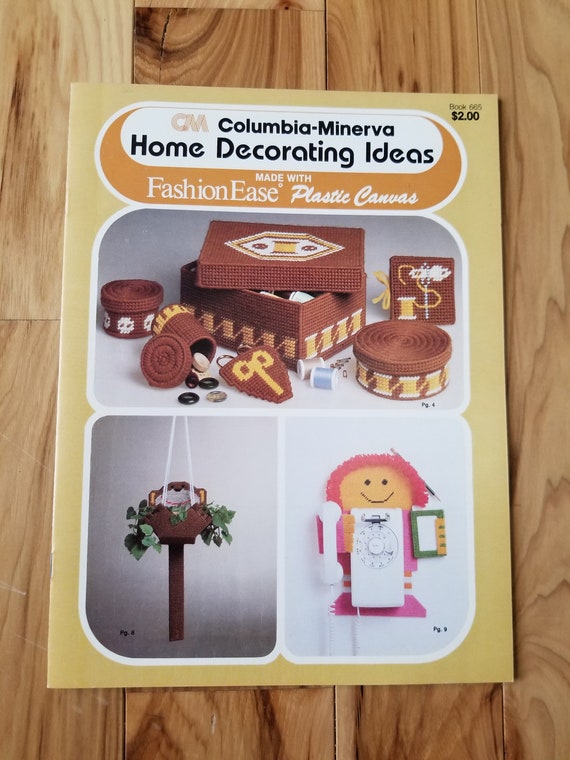 Book 665
$2.00
CM Columbia-Minerva
Home Decorating Ideas
MADE WITH
FashionEase® Plastic Canvas
Pg. 4
Pg. 6
Pg. 9